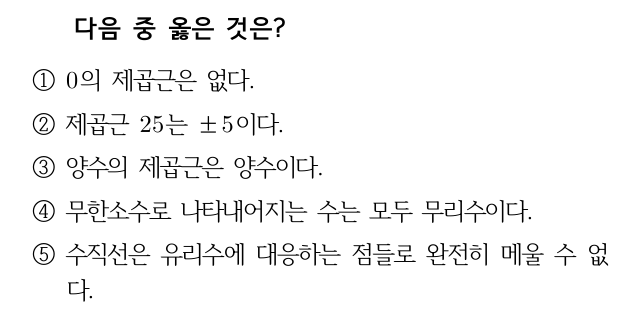 다음 중 옳은 것은?
① 0의 제곱근은 없다.
② 제곱근 25는 ±5이다.
③ 양수의 제곱근은 양수이다.
④ 무한소수로 나타내어지는 수는 모두 무리수이다.
⑤ 수직선은 유리수에 대응하는 점들로 완전히 메울 수 없
다.